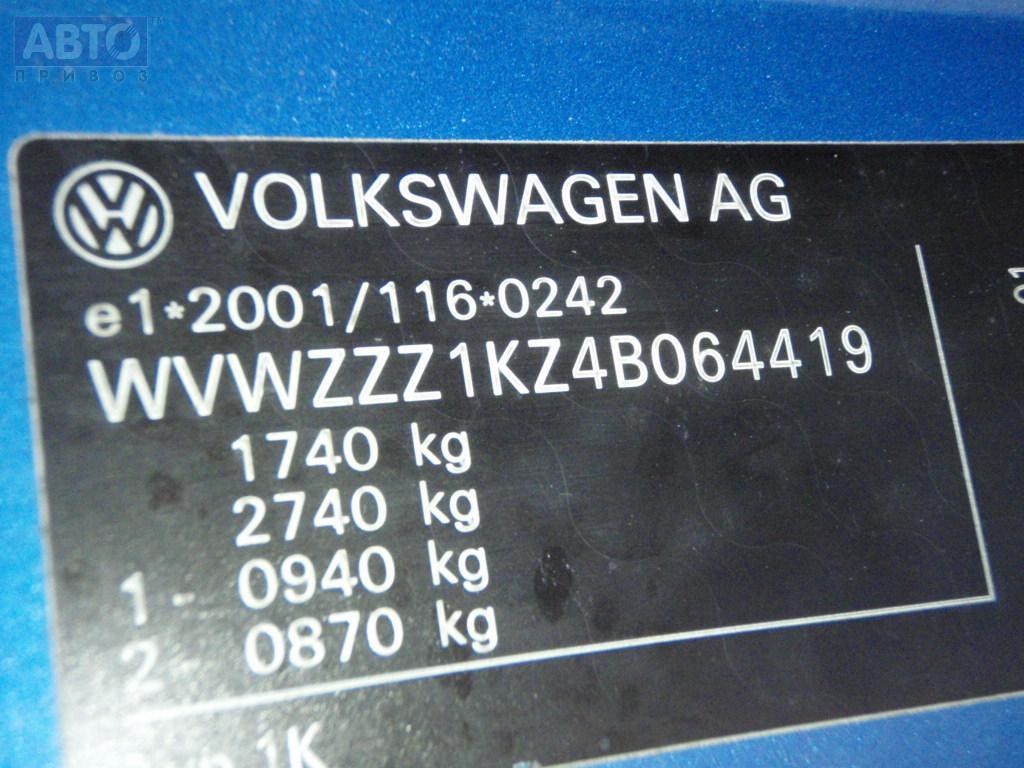 АВТО
ПРИВОЗ
VOLKSWAGEN AG
e1*2001/116*0242
WVWZZZ1KZ4B064419
1740 kg
2740 kg
1 - 0940 kg
2 - 0870 kg
1K